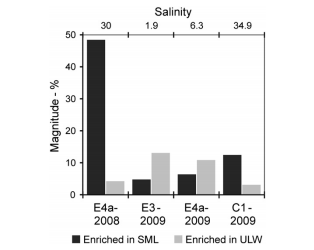 Salinity
30 1.9 6.3 34.9
Magnitude - %
50
40
30
20
10
0
E4a- E3- E4a- C1-
2008 2009 2009 2009
Enriched in SML Enriched in ULW